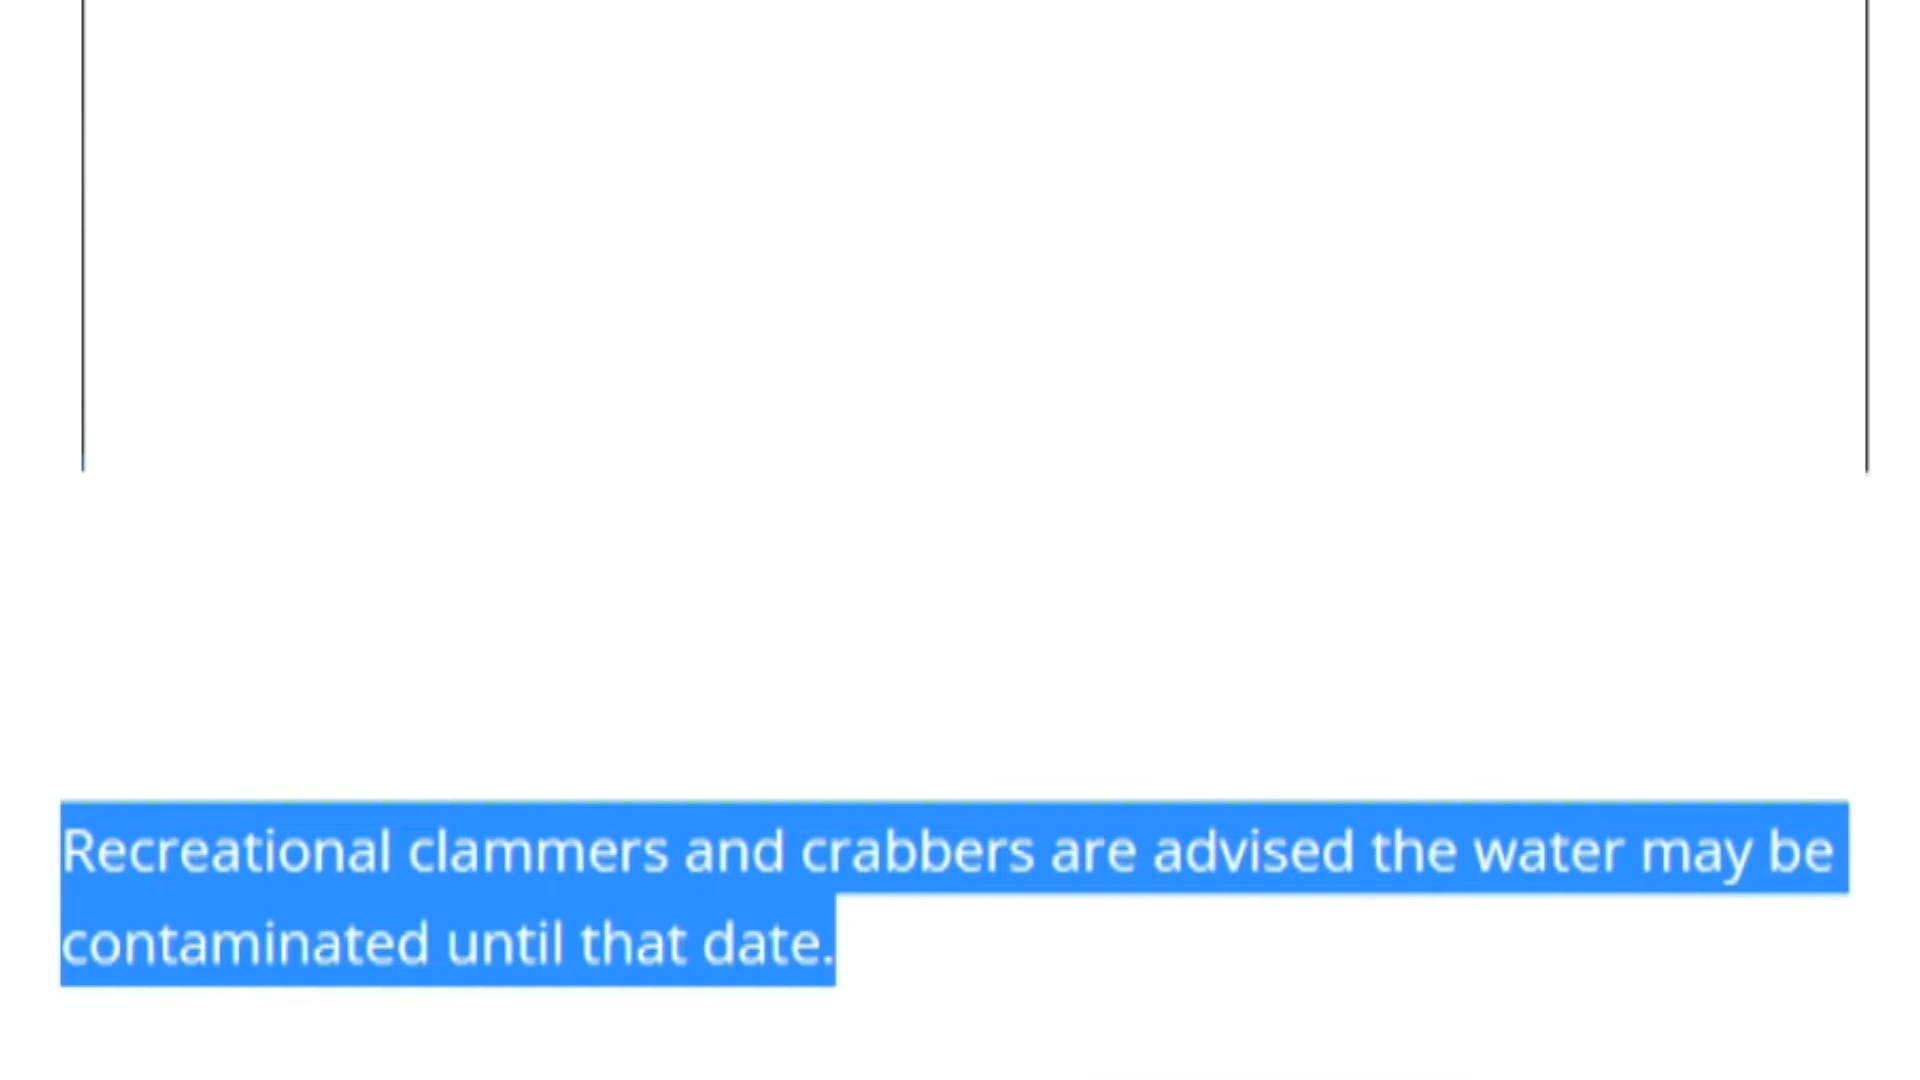 Recreational clammers and crabbers are advised the water may be
contaminated until that date.